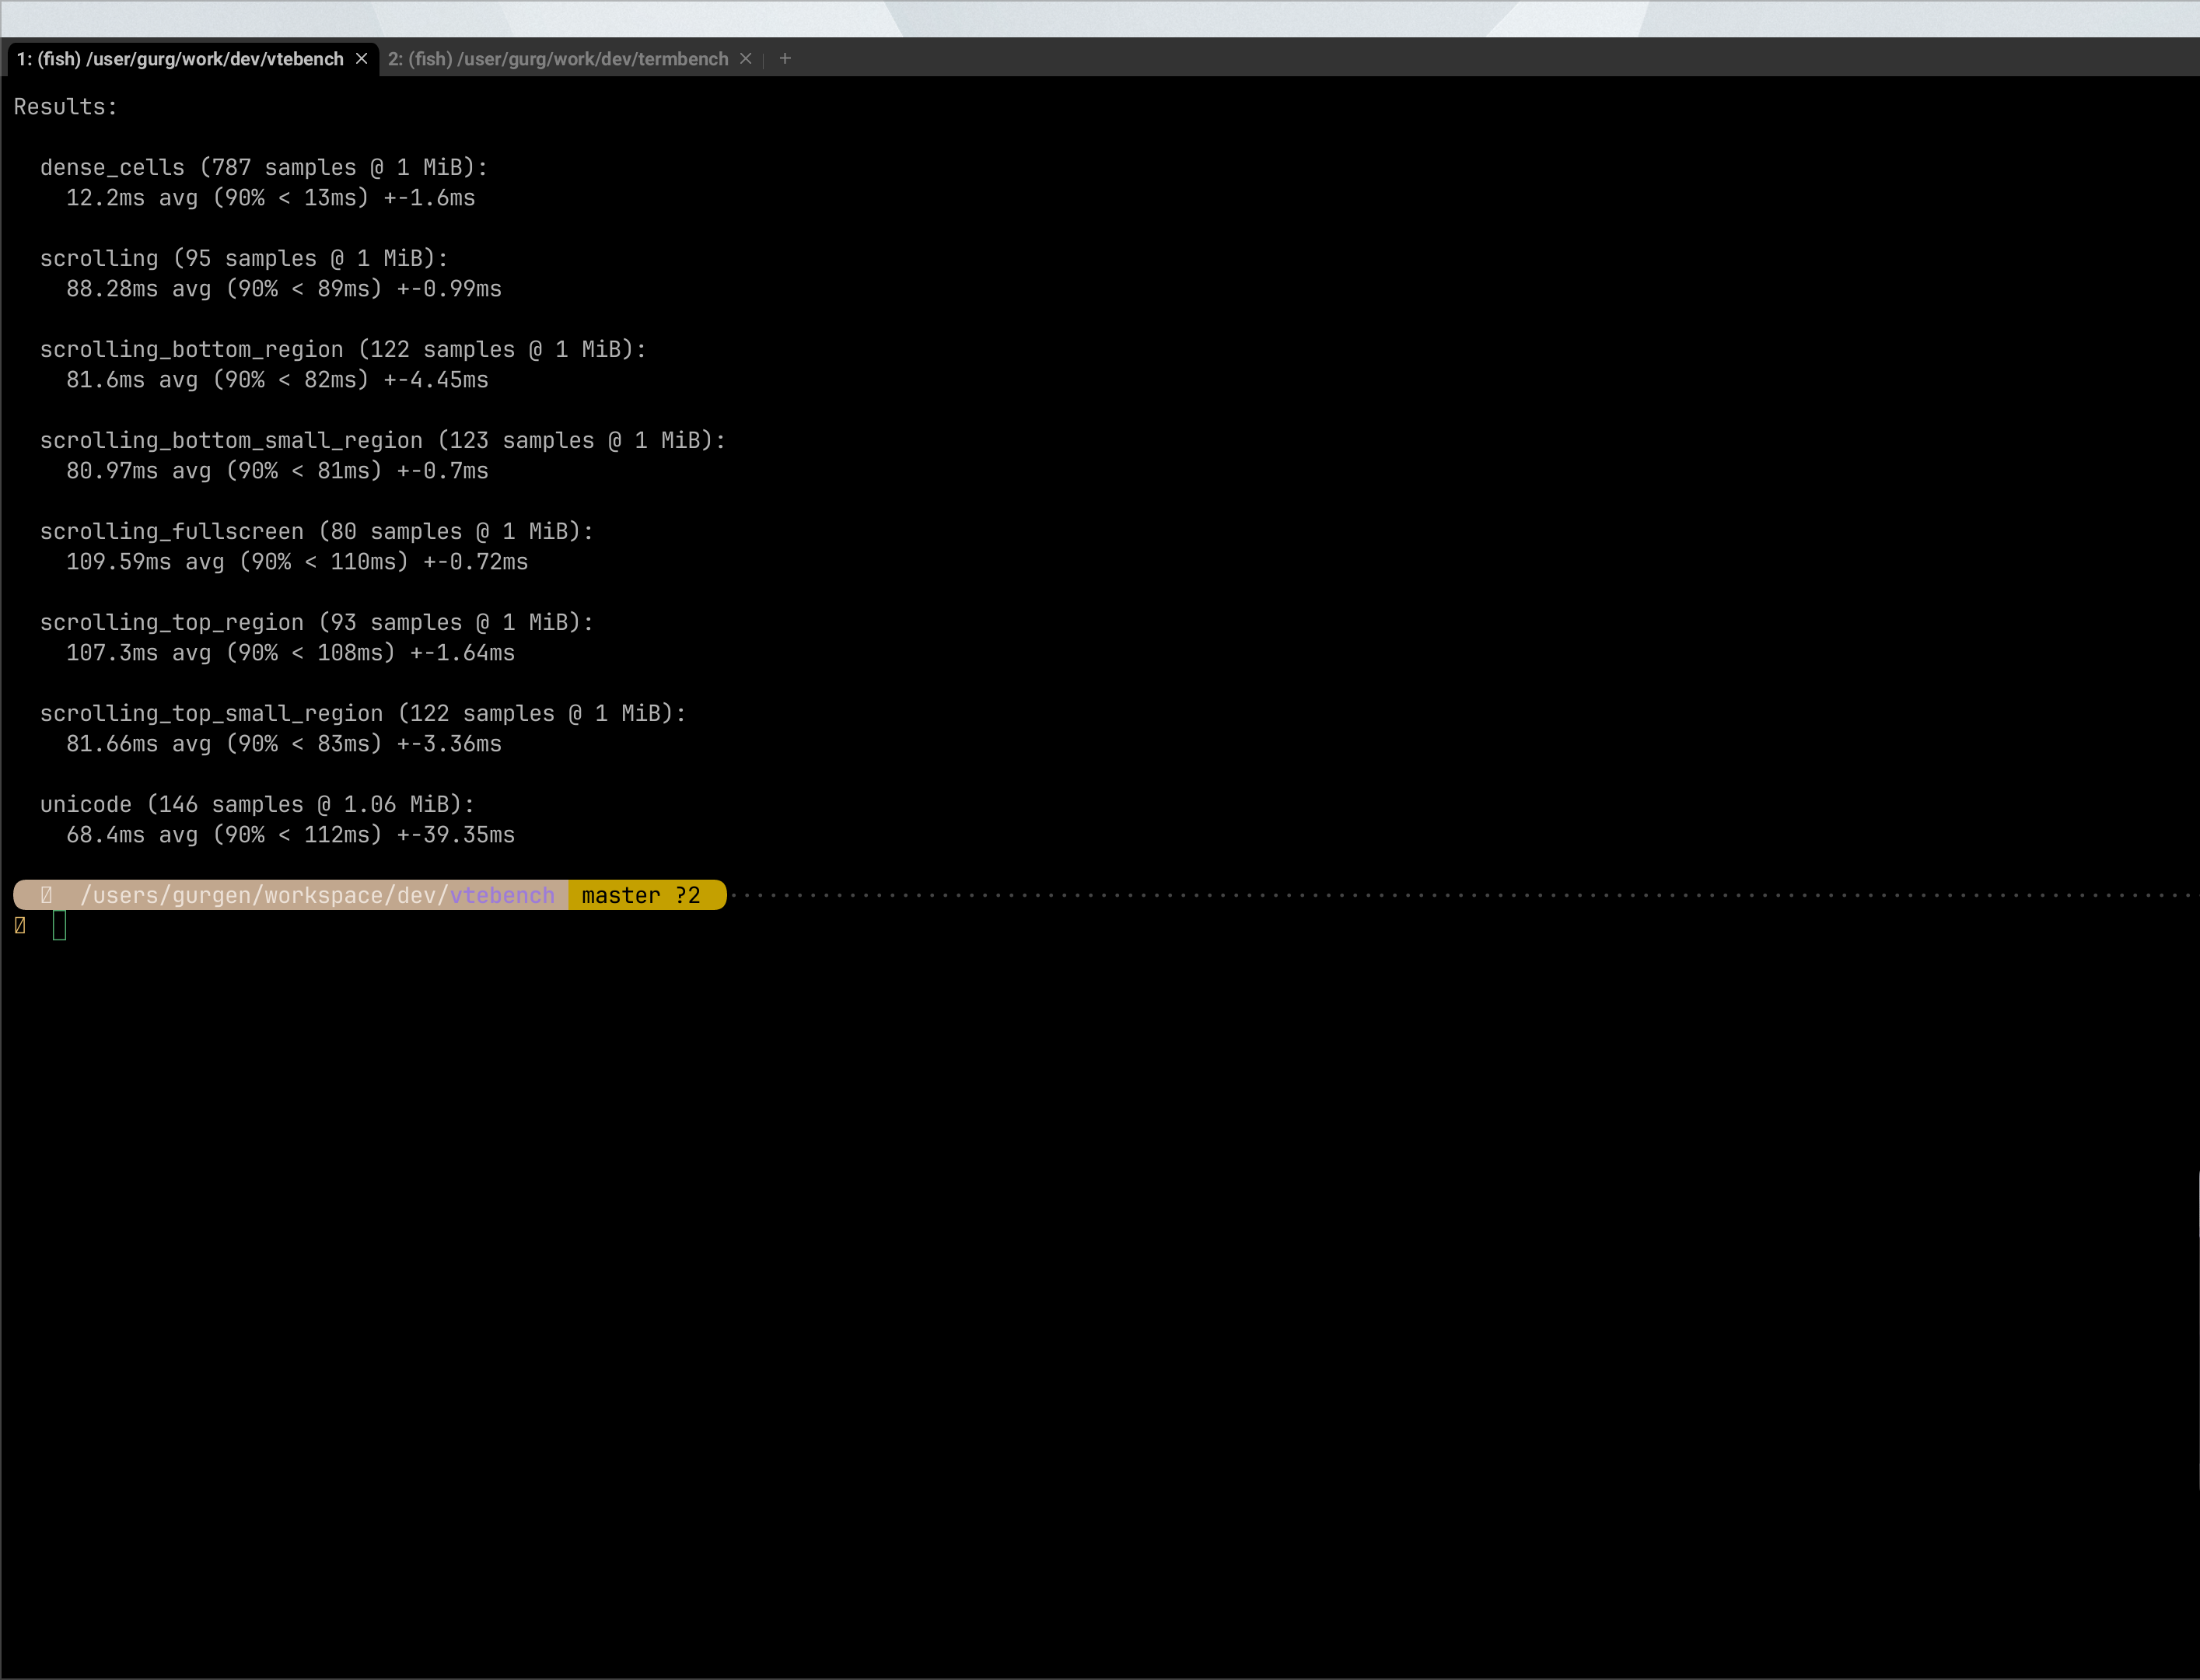 1: (fish) /user/gurg/work/dev/vtebench × 2: (fish) /user/gurg/work/dev/termbench × +
Results:
dense_cells (787 samples @ 1 MiB):
12.2ms avg (90% < 13ms) +-1.6ms
scrolling (95 samples @ 1 MiB):
88.28ms avg (90% < 89ms) +-0.99ms
scrolling_bottom_region (122 samples @ 1 MiB):
81.6ms avg (90% < 82ms) +-4.45ms
scrolling_bottom_small_region (123 samples @ 1 MiB):
80.97ms avg (90% < 81ms) +-0.7ms
scrolling_fullscreen (80 samples @ 1 MiB):
109.59ms avg (90% < 110ms) +-0.72ms
scrolling_top_region (93 samples @ 1 MiB):
107.3ms avg (90% < 108ms) +-1.64ms
scrolling_top_small_region (122 samples @ 1 MiB):
81.66ms avg (90% < 83ms) +-3.36ms
unicode (146 samples @ 1.06 MiB):
68.4ms avg (90% < 112ms) +-39.35ms
/users/gurgen/workspace/dev/vtebench master ?2